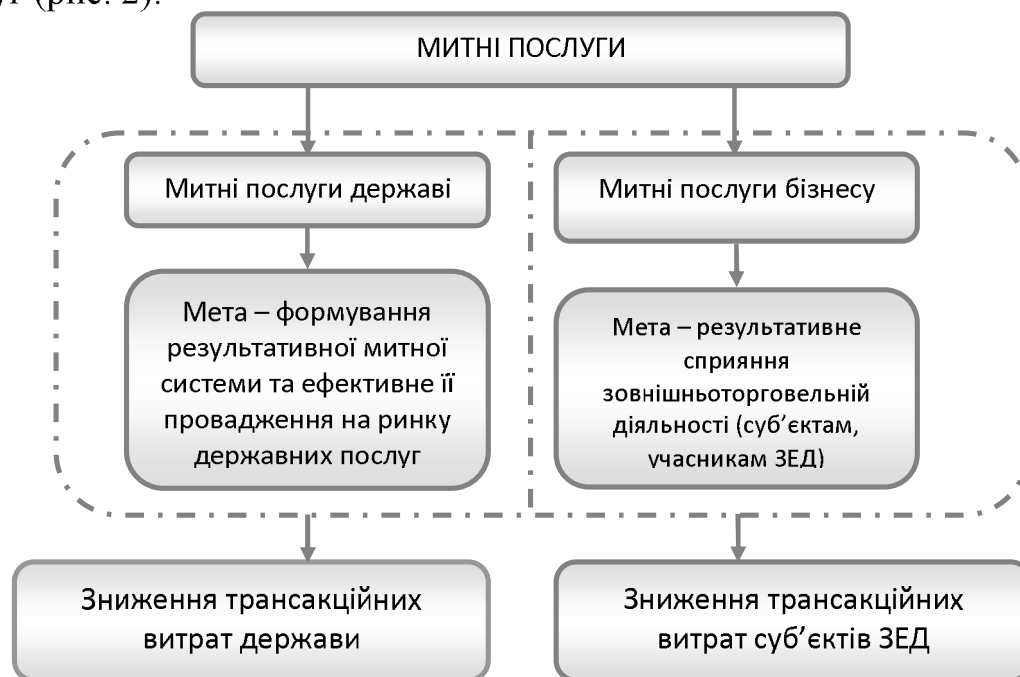 (рис. 2).
МИТНІ ПОСЛУГИ
Митні послуги державі
Митні послуги бізнесу
Мета – формування
результативної митної
системи та ефективне її
провадження на ринку
державних послуг
Мета – результативне
сприяння
зовнішньоторговельній
діяльності (суб’єктам,
учасникам ЗЕД)
Зниження трансакційних
витрат держави
Зниження трансакційних
витрат суб’єктів ЗЕД